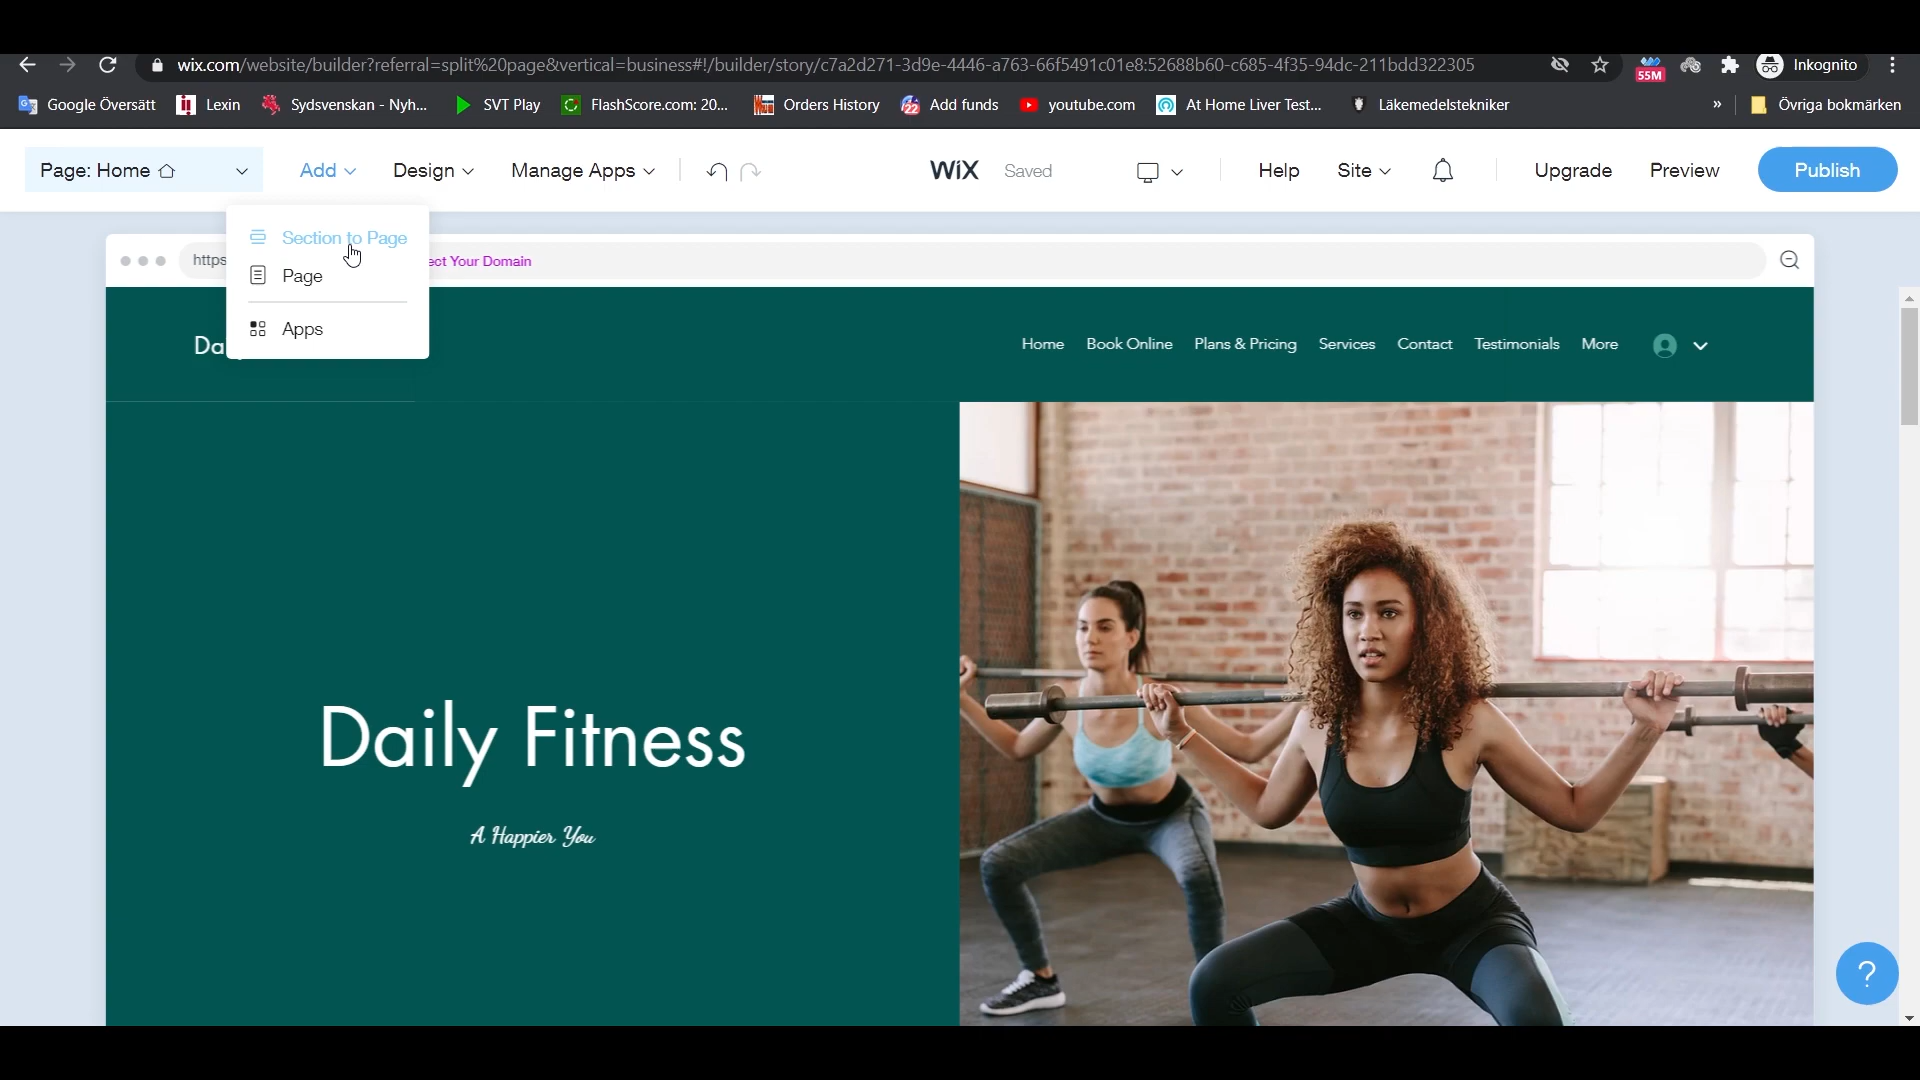 wix.com/website/builder?referral=split%20page&vertical=business#!/builder/story/c7a2d271-3d9e-4446-a763-66f5491c01e8:52688b60-c685-4f35-94dc-211bdd322305
55M
Inkognito
Google Översätt
Lexin
Sydsvenskan - Nyh...
SVT Play
FlashScore.com: 20...
Orders History
Add funds
youtube.com
At Home Liver Test...
Läkemedelstekniker
»
Övriga bokmärken
Page: Home
Add
Design
Manage Apps
WiX
Saved
Help
Site
Upgrade
Preview
Publish
Section to Page
Page
Apps
https
ect Your Domain
Home
Book Online
Plans & Pricing
Services
Contact
Testimonials
More
Daily Fitness
A Happier You
?